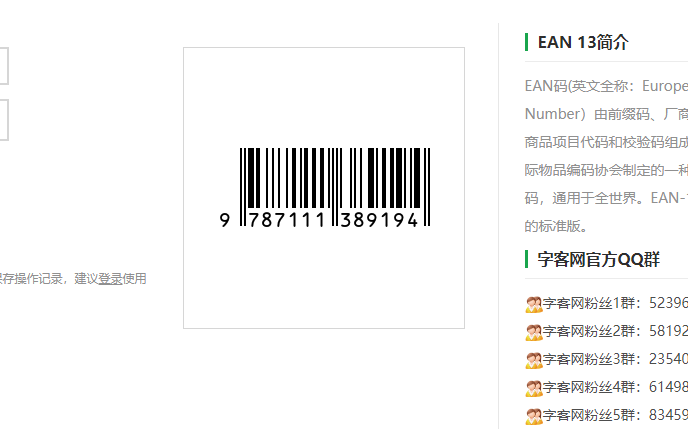 保存操作记录，建议登录使用
9 787111 389194
EAN 13简介
EAN码(英文全称：Europe
Number）由前缀码、厂商
商品项目代码和校验码组成
际物品编码协会制定的一种
码，通用于全世界。EAN-
的标准版。
字客网官方QQ群
字客网粉丝1群：52396
字客网粉丝2群：58192
字客网粉丝3群：23540
字客网粉丝4群：61498
字客网粉丝5群：83459